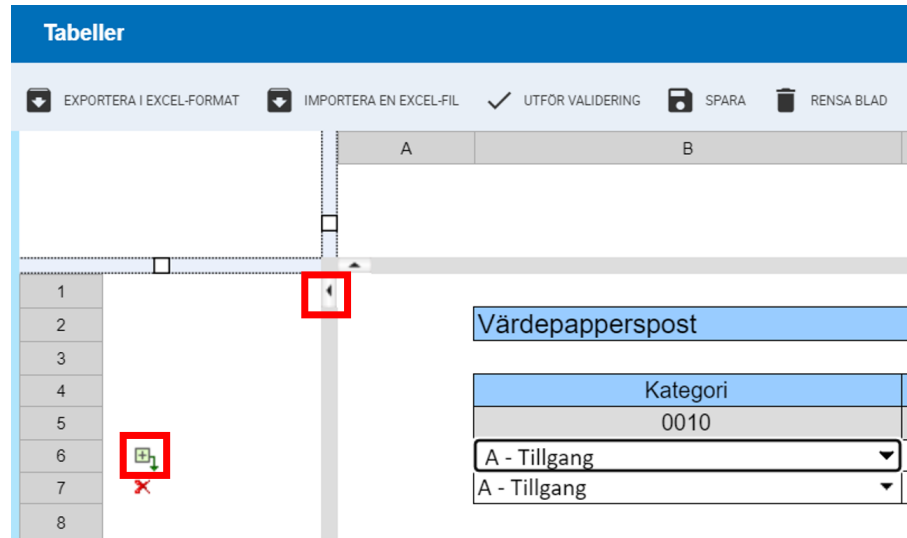 Tabeller
EXPORTERA I EXCEL-FORMAT IMPORTERA EN EXCEL-FIL UTFÖR VALIDERING SPARA RENSA BLAD
A B
1
2 Värdepapperspost
3
4 Kategori
5 0010
6 A - Tillgang
7 A - Tillgang
8